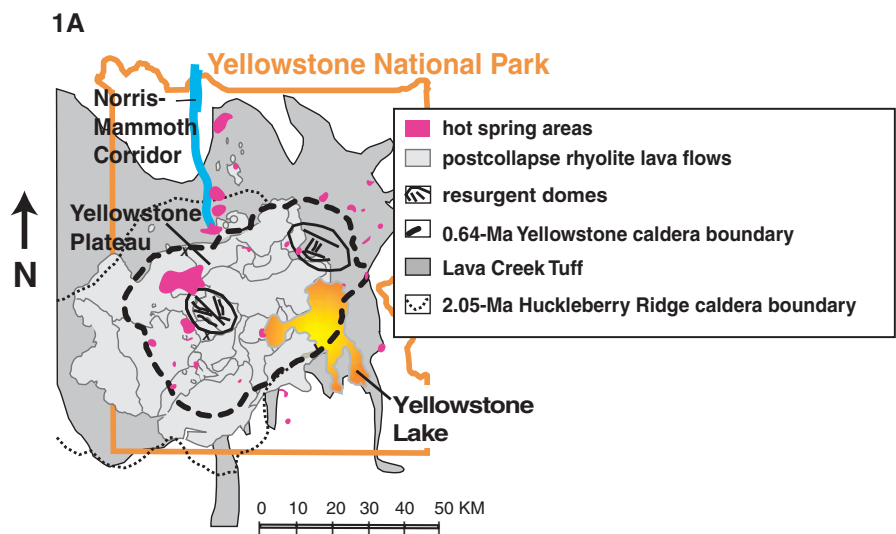 1A
Yellowstone National Park
Norris-
Mammoth
Corridor
Yellowstone
Plateau
x
x
N
hot spring areas
postcollapse rhyolite lava flows
resurgent domes
0.64-Ma Yellowstone caldera boundary
Lava Creek Tuff
2.05-Ma Huckleberry Ridge caldera boundary
Yellowstone
Lake
0 10 20 30 40 50 KM